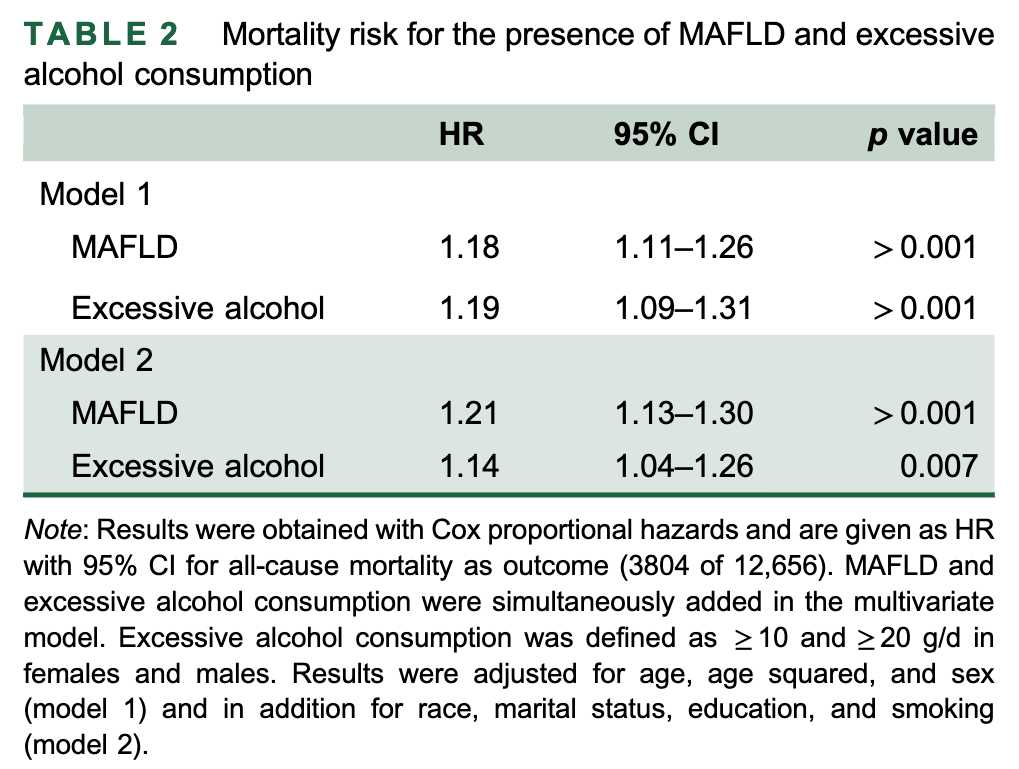 TABLE 2 Mortality risk for the presence of MAFLD and excessive
alcohol consumption
HR 95% CI p value
Model 1
MAFLD 1.18 1.11–1.26 >0.001
Excessive alcohol 1.19 1.09–1.31 >0.001
Model 2
MAFLD 1.21 1.13–1.30 >0.001
Excessive alcohol 1.14 1.04–1.26 0.007
Note: Results were obtained with Cox proportional hazards and are given as HR
with 95% CI for all-cause mortality as outcome (3804 of 12,656). MAFLD and
excessive alcohol consumption were simultaneously added in the multivariate
model. Excessive alcohol consumption was defined as ≥10 and ≥20 g/d in
females and males. Results were adjusted for age, age squared, and sex
(model 1) and in addition for race, marital status, education, and smoking
(model 2).